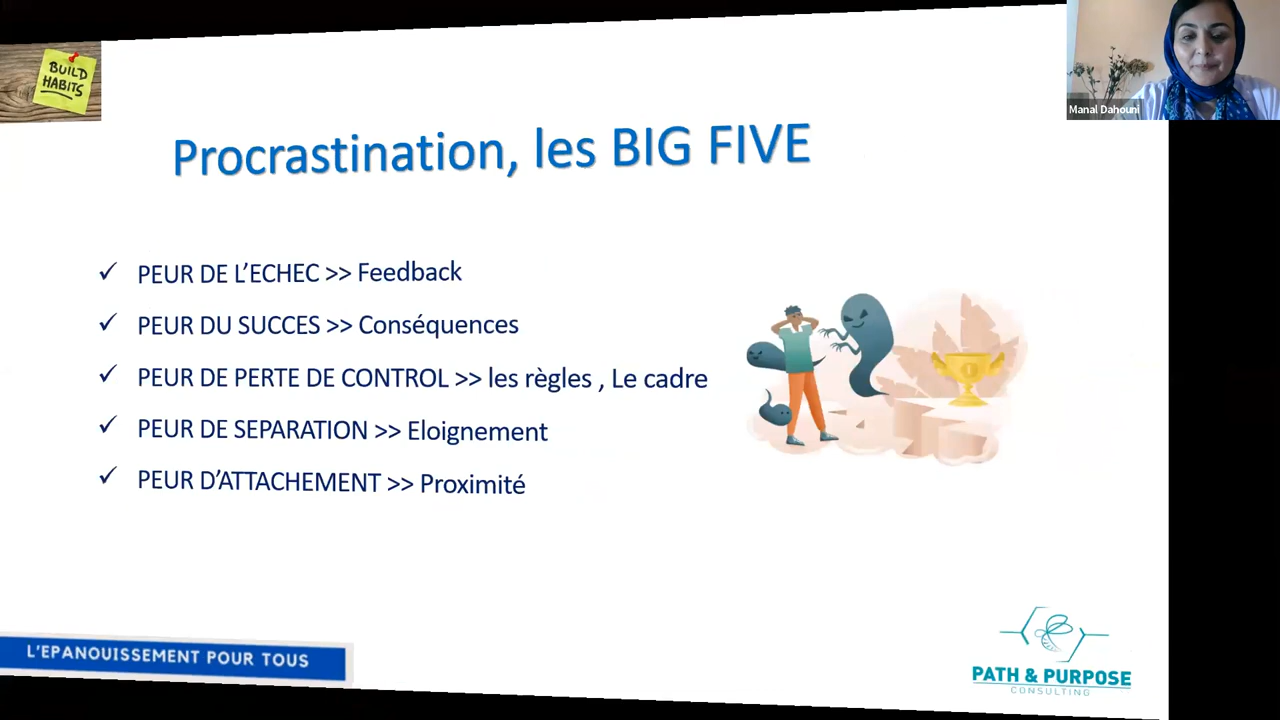 BUILD
HABITS
Manal Dahouni
Procrastination, les BIG FIVE
✓ PEUR DE L’ECHEC >> Feedback
✓ PEUR DU SUCCES >> Conséquences
✓ PEUR DE PERTE DE CONTROL >> les règles , Le cadre
✓ PEUR DE SEPARATION >> Eloignement
✓ PEUR D’ATTACHEMENT >> Proximité
L’EPANOUISSEMENT POUR TOUS
PATH & PURPOSE
CONSULTING